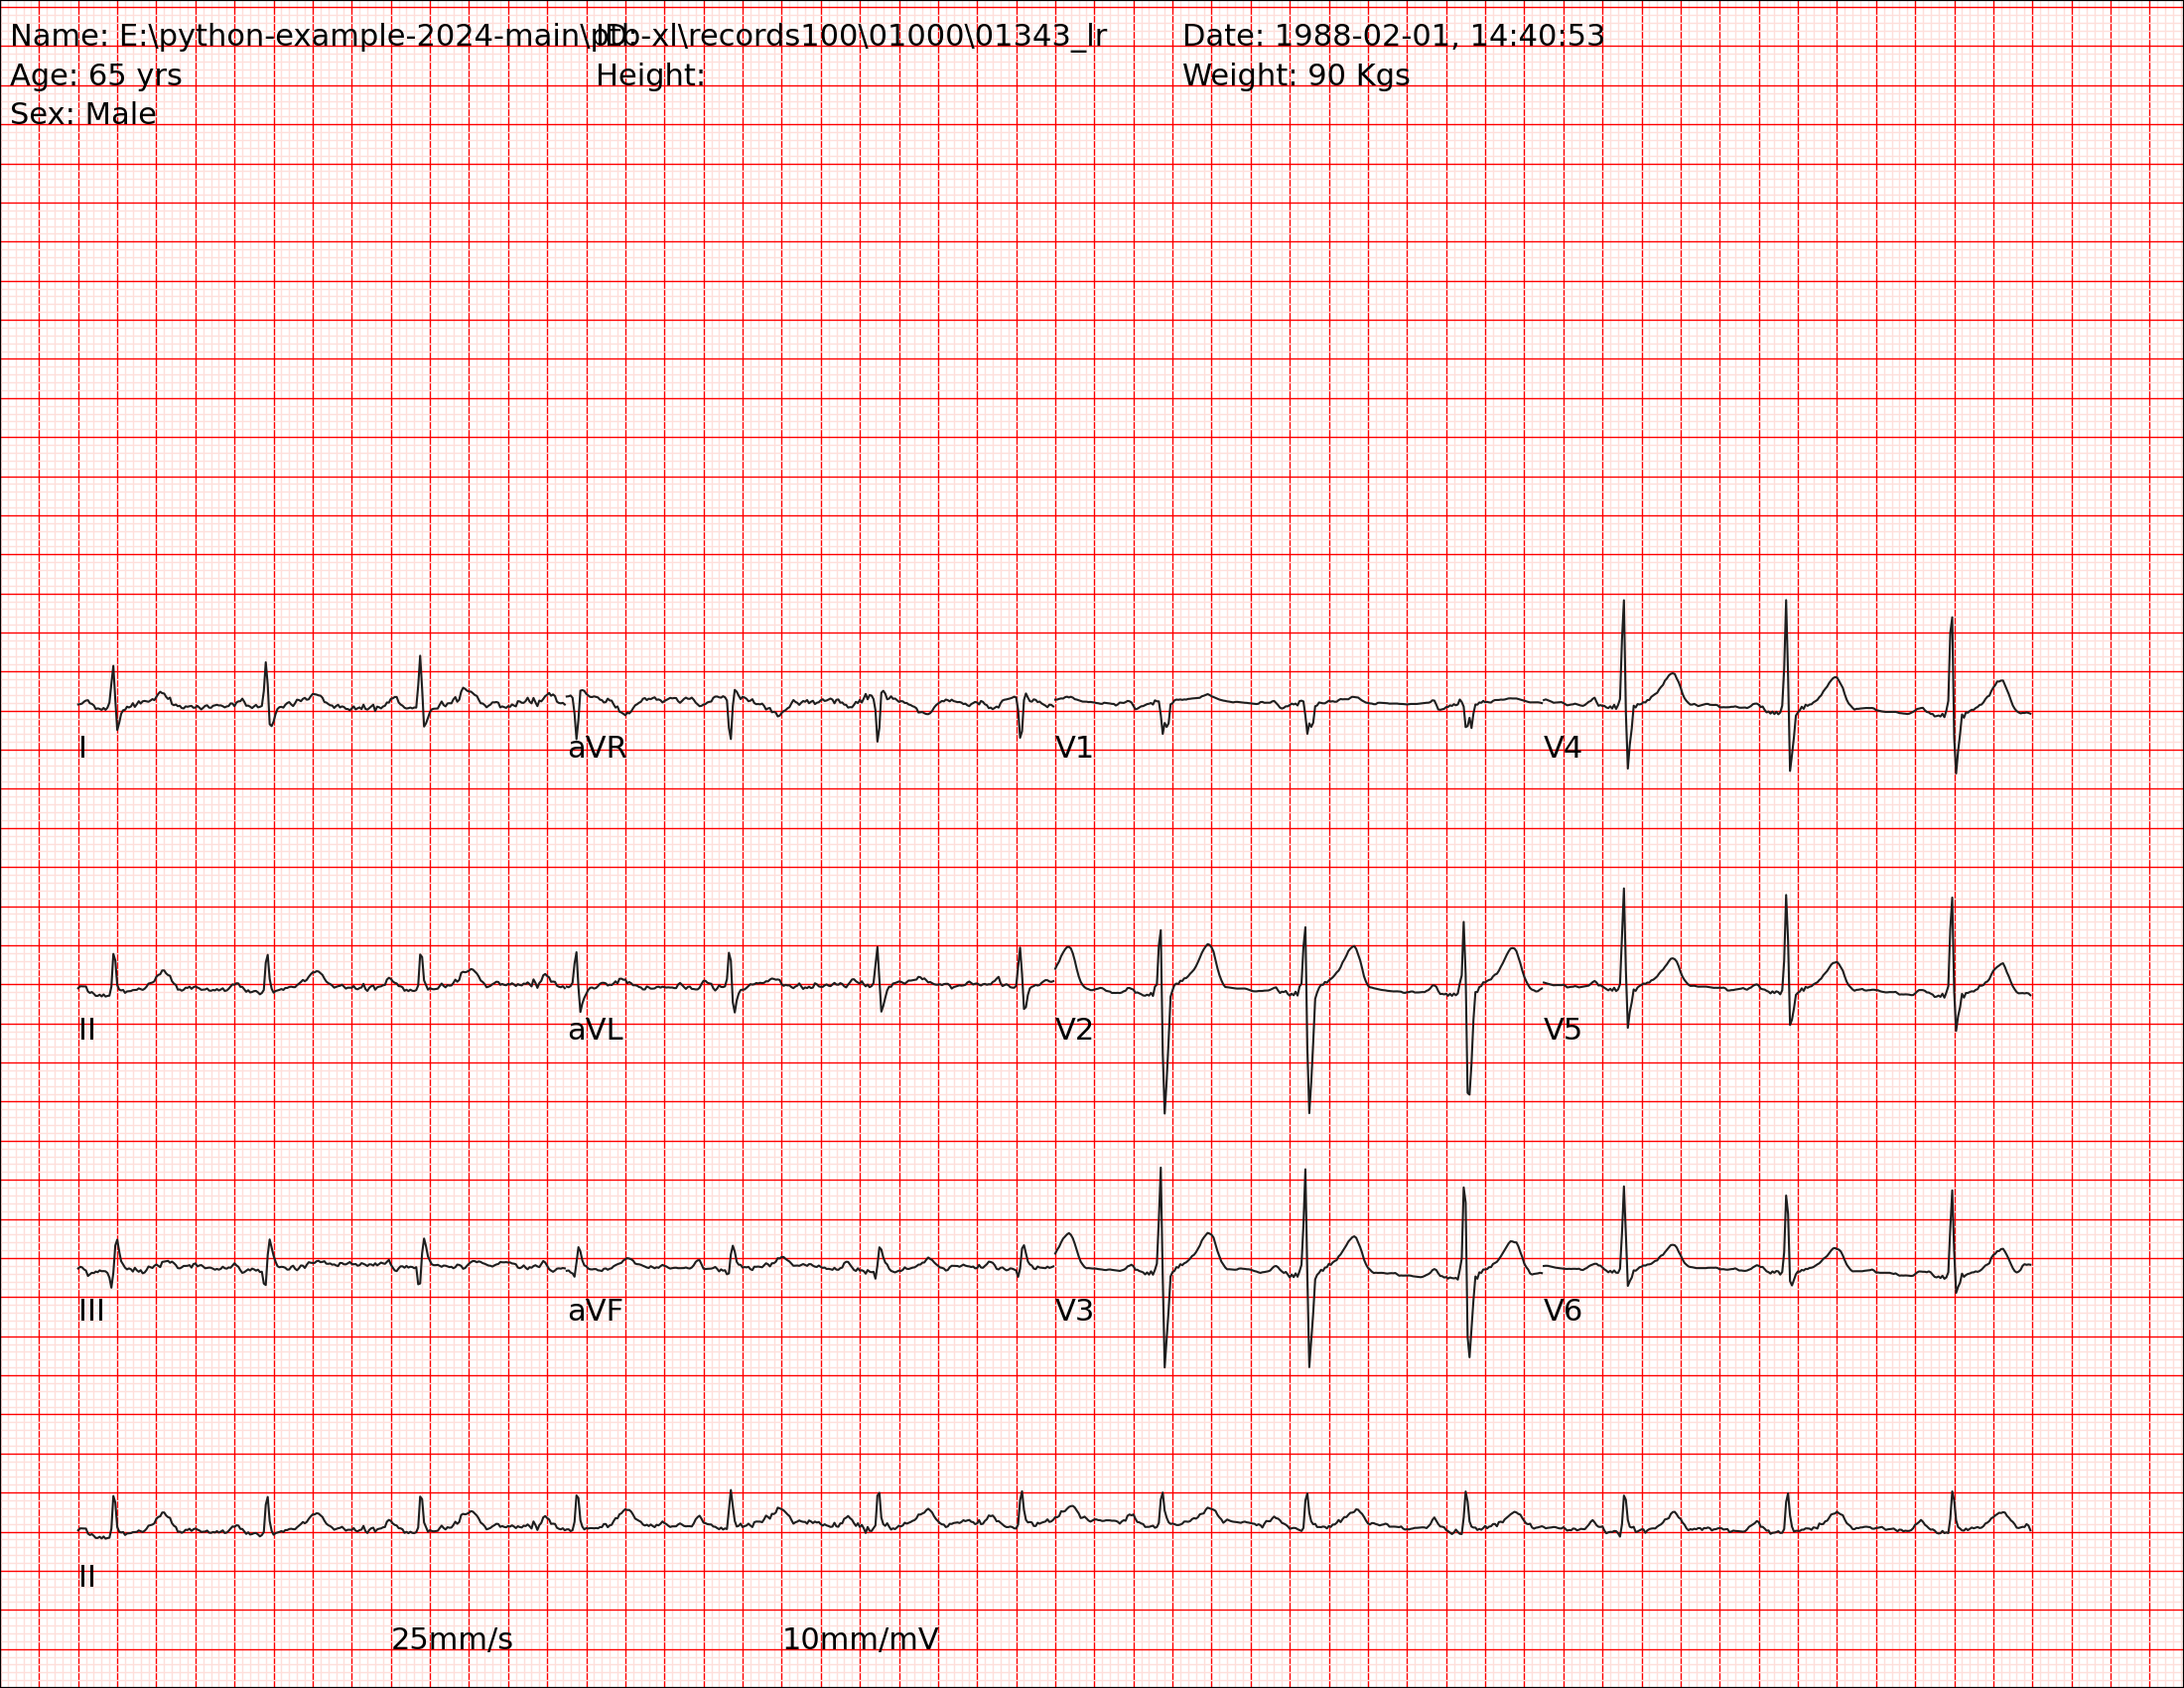 Name: E:\python-example-2024-main\ptb-xl\records100\01000\01343_lr ID: Date: 1988-02-01, 14:40:53
Age: 65 yrs Height: Weight: 90 Kgs
Sex: Male
I aVR V1 V4
II aVL V2 V5
III aVF V3 V6
II
25mm/s 10mm/mV